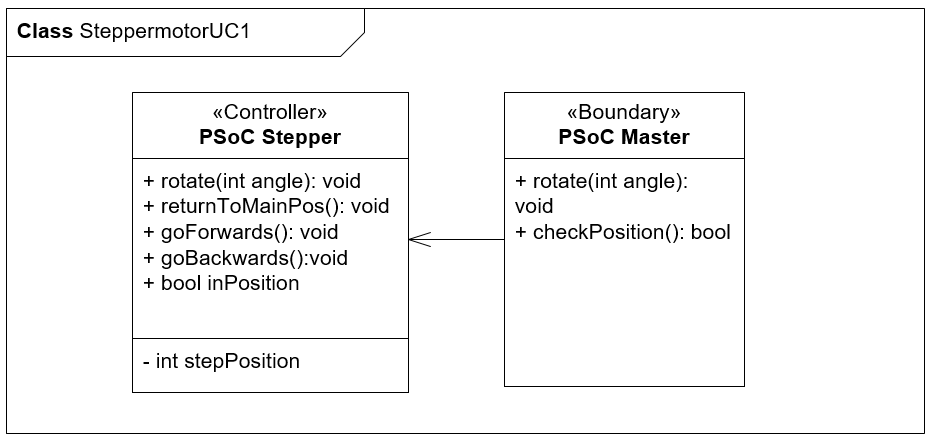 Class SteppermotorUC1
«Controller»
PSoC Stepper
+ rotate(int angle): void
+ returnToMainPos(): void
+ goForwards(): void
+ goBackwards():void
+ bool inPosition
- int stepPosition
«Boundary»
PSoC Master
+ rotate(int angle):
void
+ checkPosition(): bool